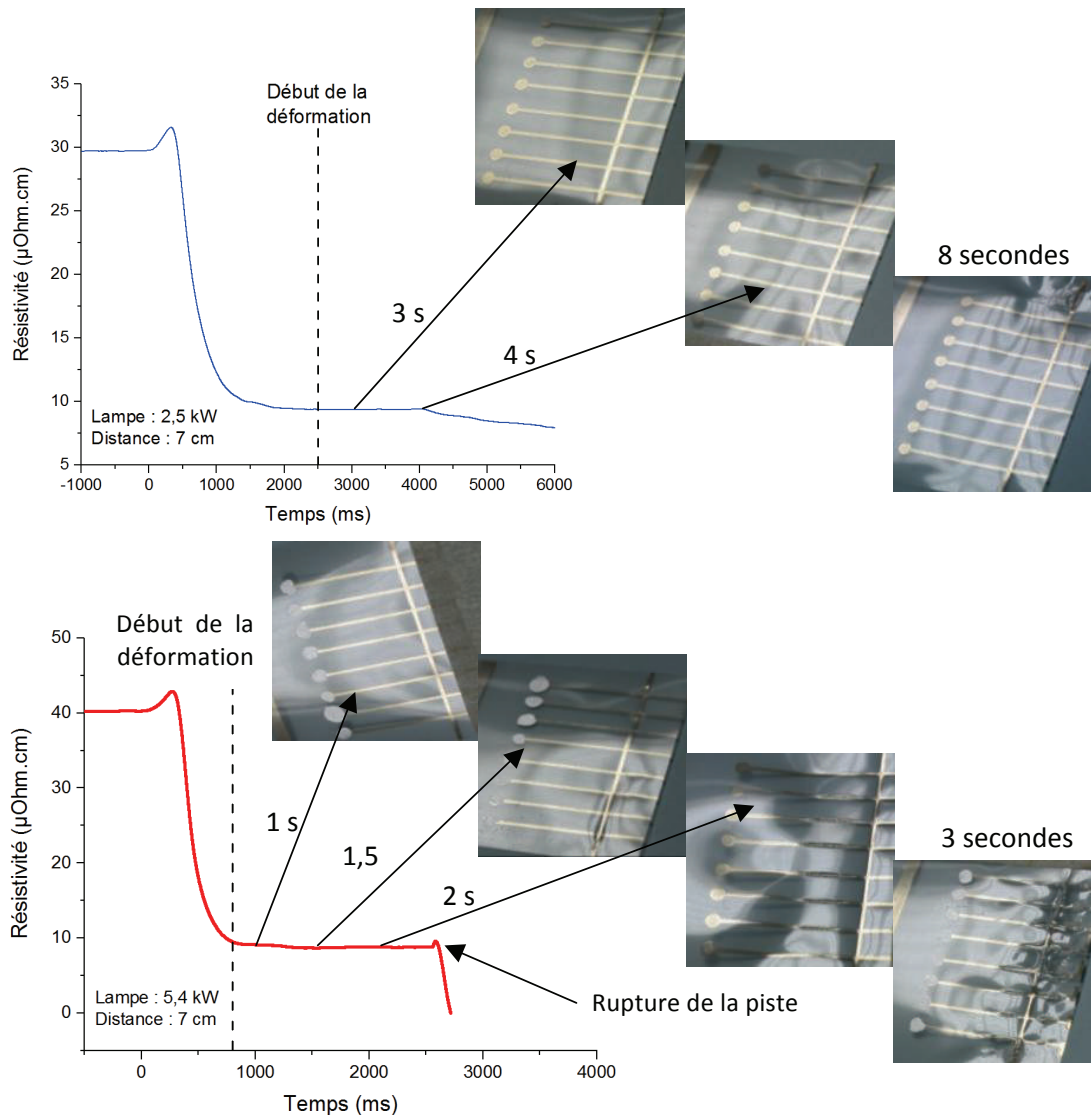 35
30
25
20
15
10
5
Résistivité (µOhm.cm)
-1000
0
1000
2000
3000
4000
5000
6000
Temps (ms)
Début de la
déformation
Lampe : 2,5 kW
Distance : 7 cm
3 s
4 s
8 secondes
50
40
30
20
10
0
Résistivité (µOhm.cm)
0
1000
2000
3000
4000
Temps (ms)
Début de la
déformation
Lampe : 5,4 kW
Distance : 7 cm
1 s
1,5
2 s
3 secondes
Rupture de la piste